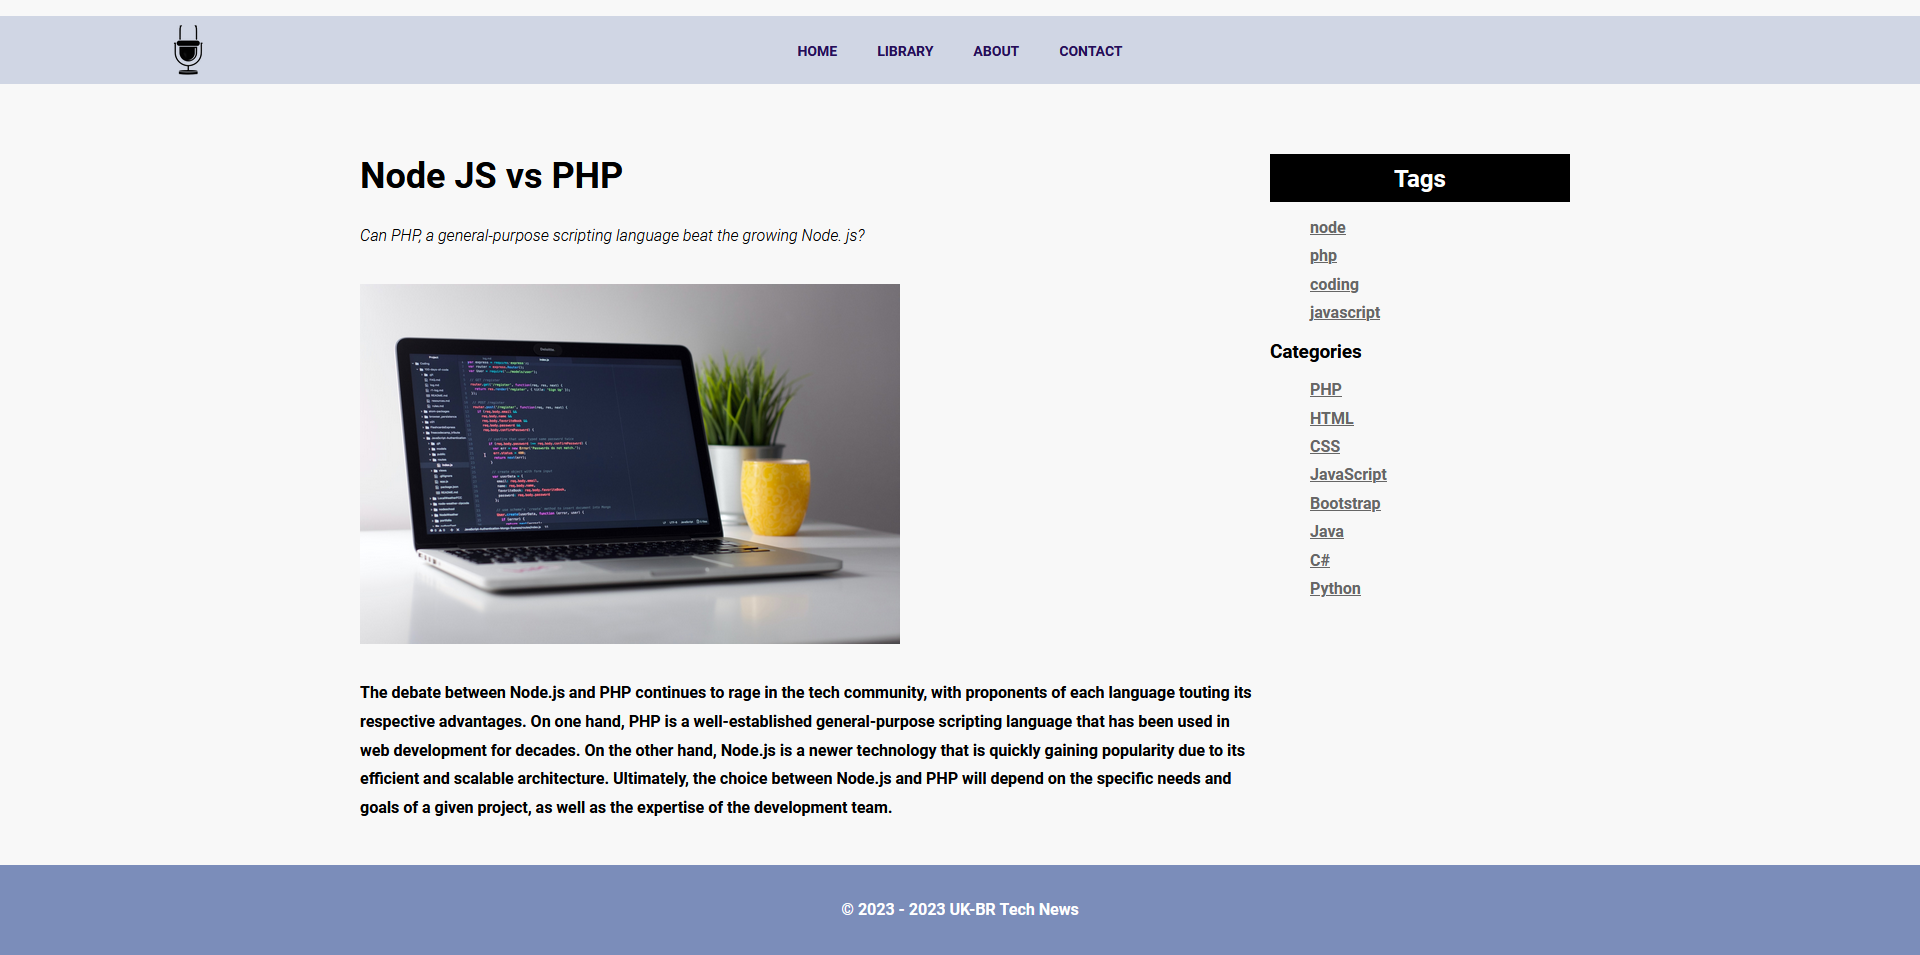 HOME LIBRARY ABOUT CONTACT
Node JS vs PHP
Can PHP, a general-purpose scripting language beat the growing Node. js?
The debate between Node.js and PHP continues to rage in the tech community, with proponents of each language touting its
respective advantages. On one hand, PHP is a well-established general-purpose scripting language that has been used in
web development for decades. On the other hand, Node.js is a newer technology that is quickly gaining popularity due to its
efficient and scalable architecture. Ultimately, the choice between Node.js and PHP will depend on the specific needs and
goals of a given project, as well as the expertise of the development team.
Tags
node
php
coding
javascript
Categories
PHP
HTML
CSS
JavaScript
Bootstrap
Java
C#
Python
© 2023 - 2023 UK-BR Tech News